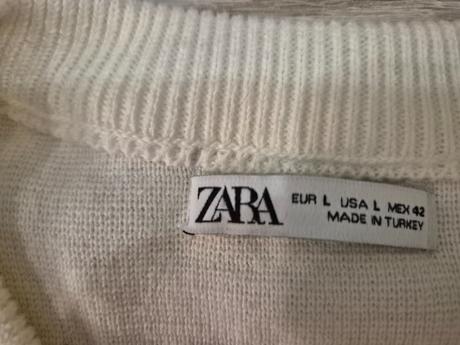 ZARA
EUR L USA L MEX 42
MADE IN TURKEY